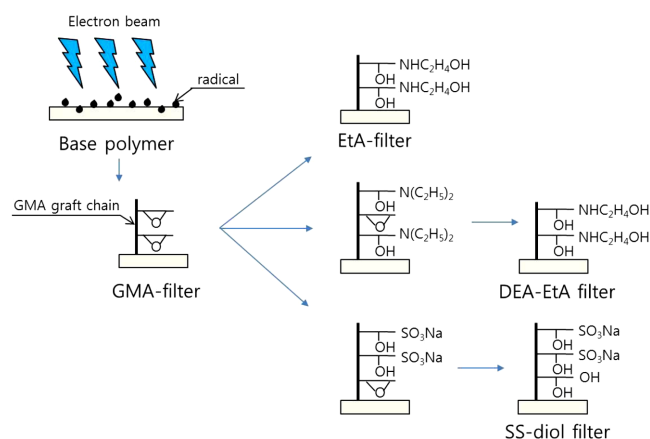 Electron beam
radical
Base polymer
GMA graft chain
O
O
GMA-filter
NHC₂H₄OH
OH
NHC₂H₄OH
OH
EtA-filter
N(C₂H₅)₂
OH
O
N(C₂H₅)₂
OH
NHC₂H₄OH
OH
NHC₂H₄OH
OH
DEA-EtA filter
SO₃Na
OH
SO₃Na
OH
O
SO₃Na
OH
SO₃Na
OH
OH
OH
SS-diol filter